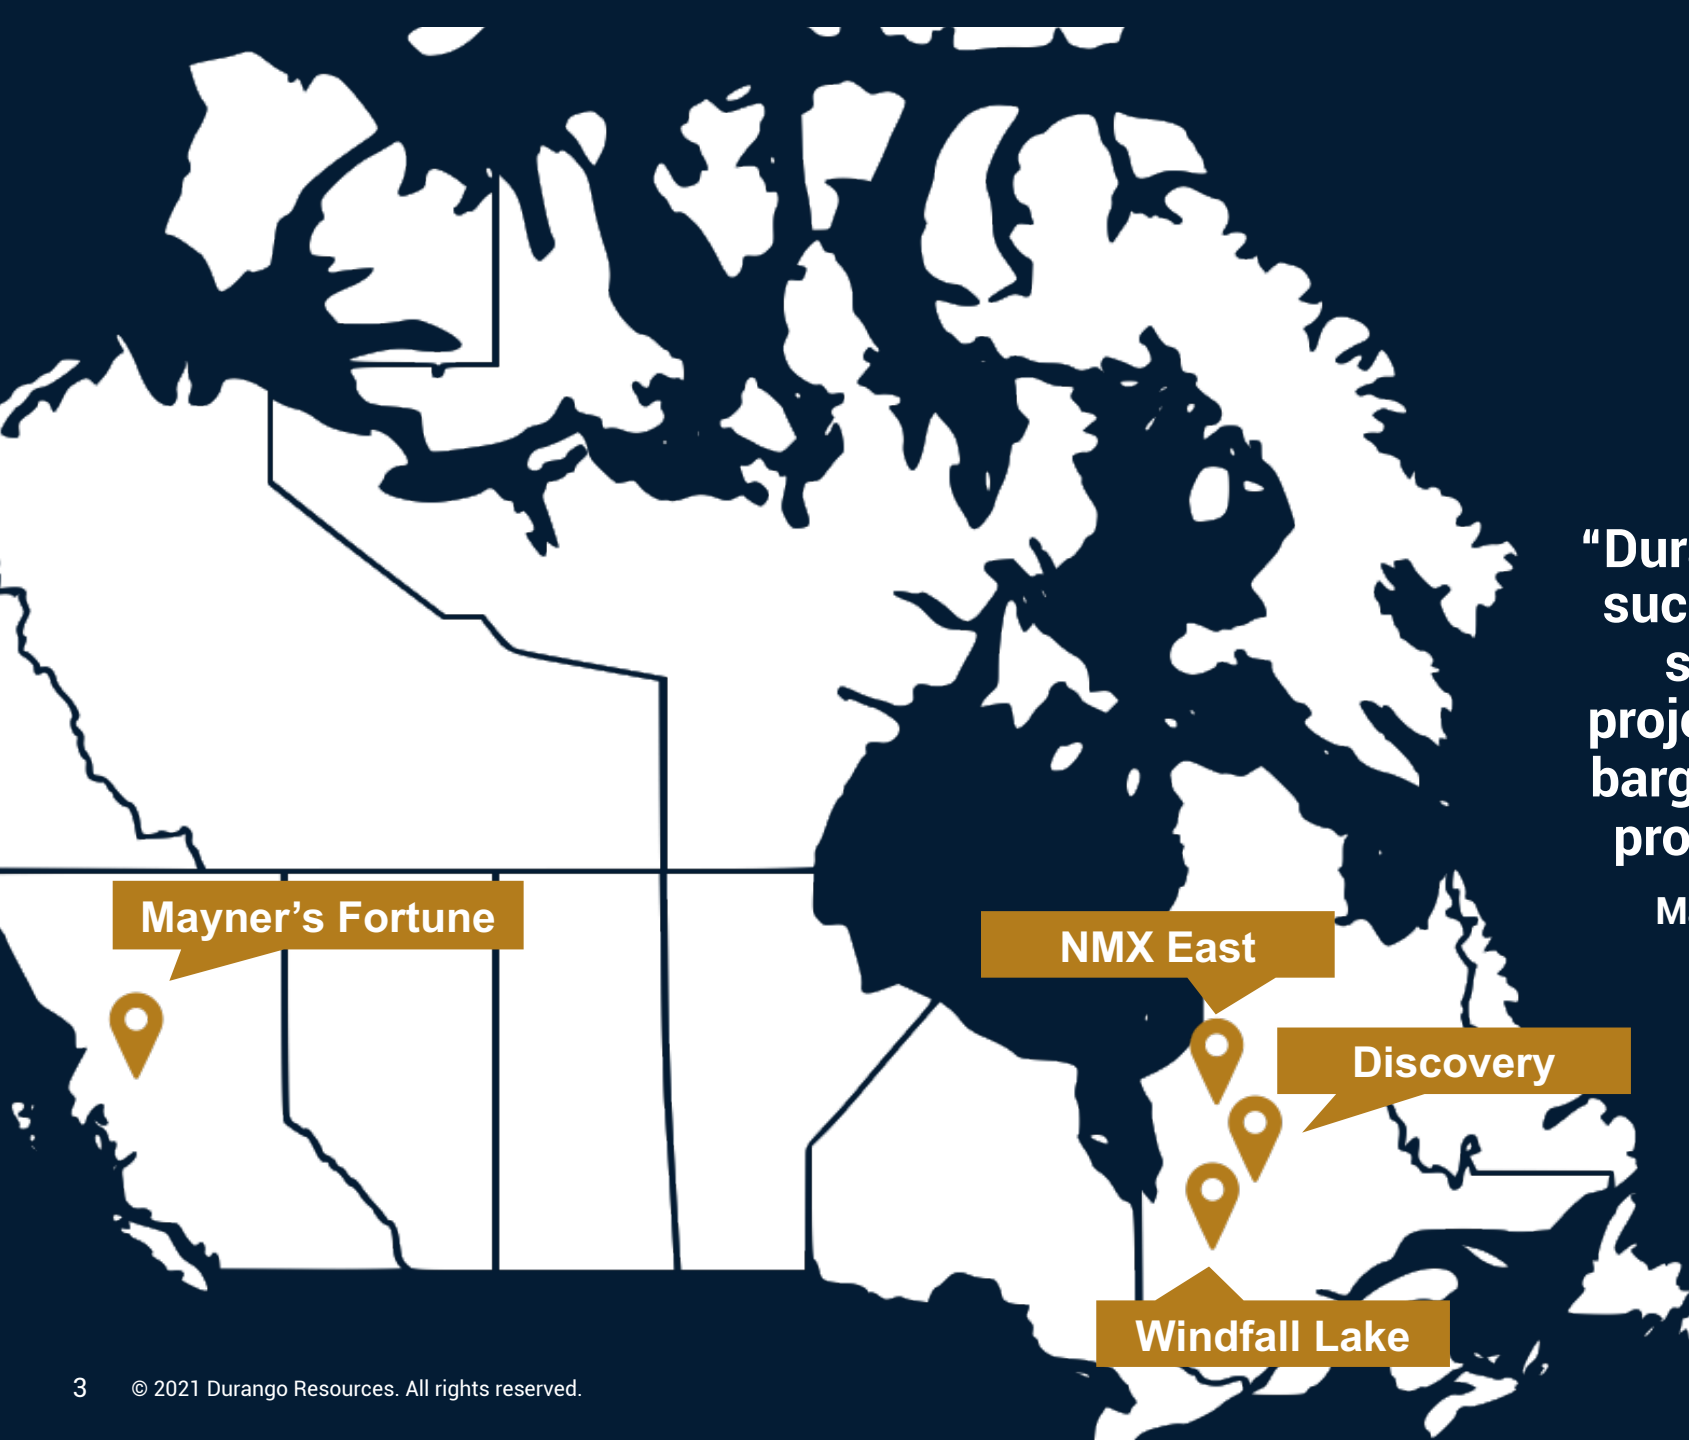 Mayner’s Fortune
NMX East
Discovery
Windfall Lake
3
© 2021 Durango Resources. All rights reserved.